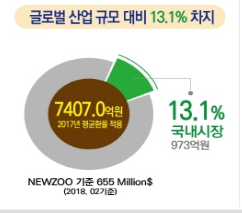 글로벌 산업 규모 대비 13.1% 차지
7407.0억원
2017년 평균환율 적용
13.1%
국내시장
973억원
NEWZOO 기준 655 Million$
(2018. 02기준)